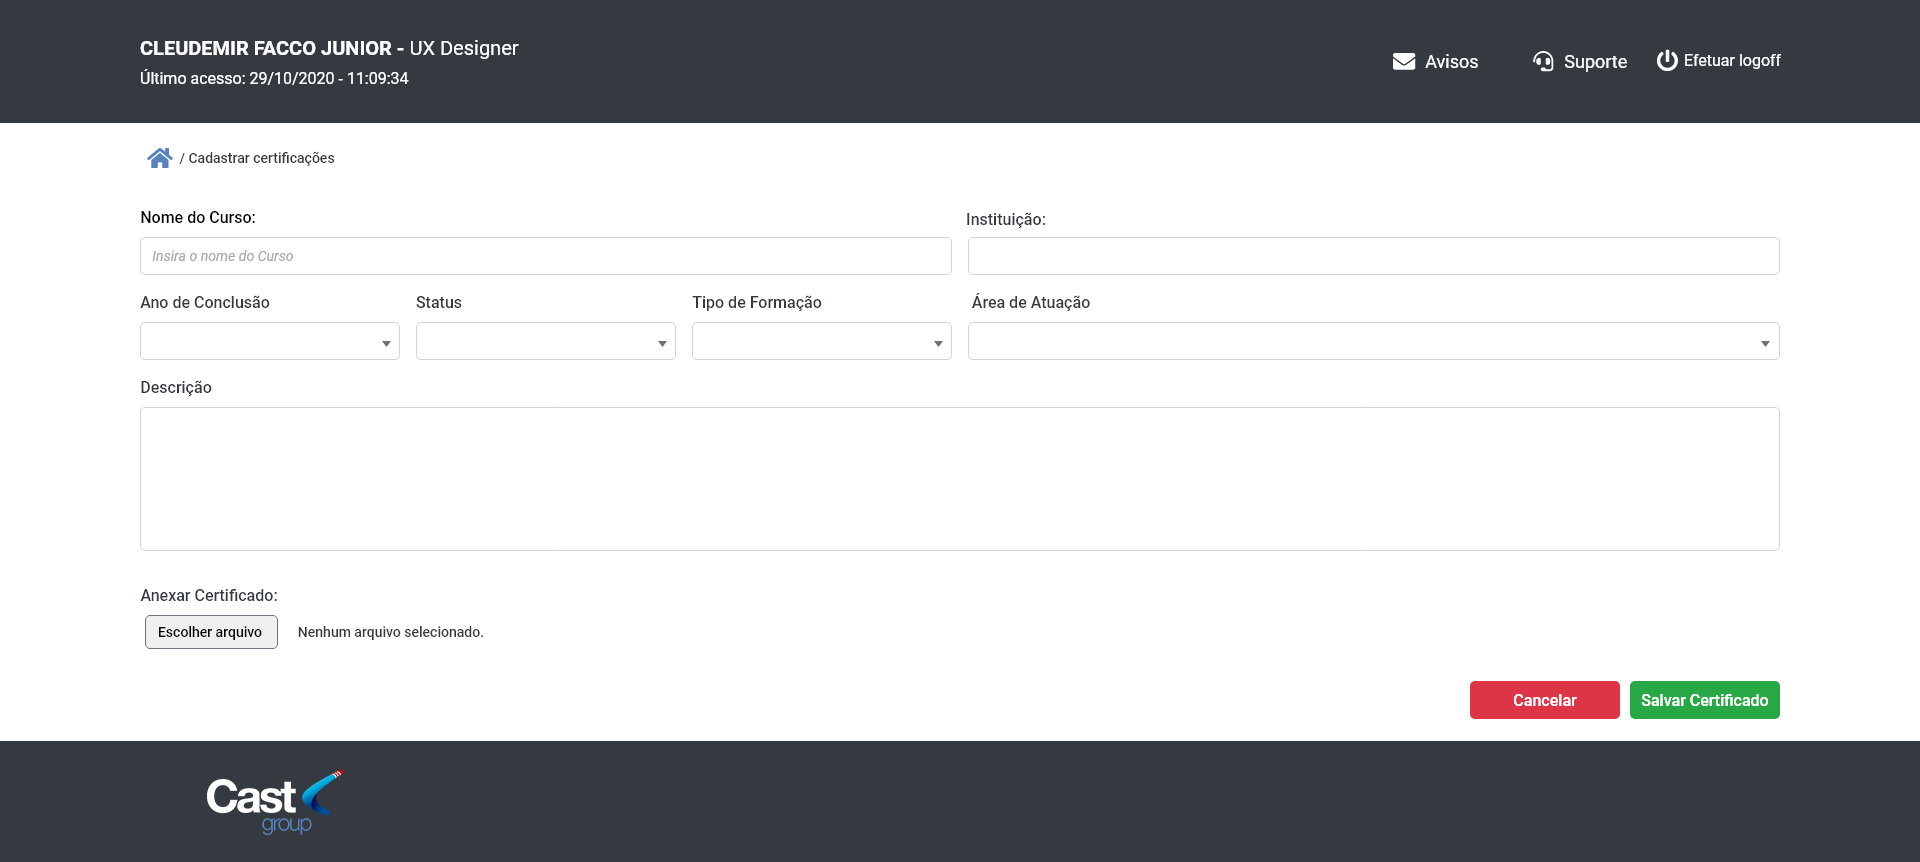 CLEUDEMIR FACCO JUNIOR - UX Designer
Último acesso: 29/10/2020 - 11:09:34
Avisos
Suporte
Efetuar logoff
/ Cadastrar certificações
Nome do Curso:
Instituição:
Insira o nome do Curso
Ano de Conclusão
Status
Tipo de Formação
Área de Atuação
Descrição
Anexar Certificado:
Escolher arquivo
Nenhum arquivo selecionado.
Cancelar
Salvar Certificado
Cast
group